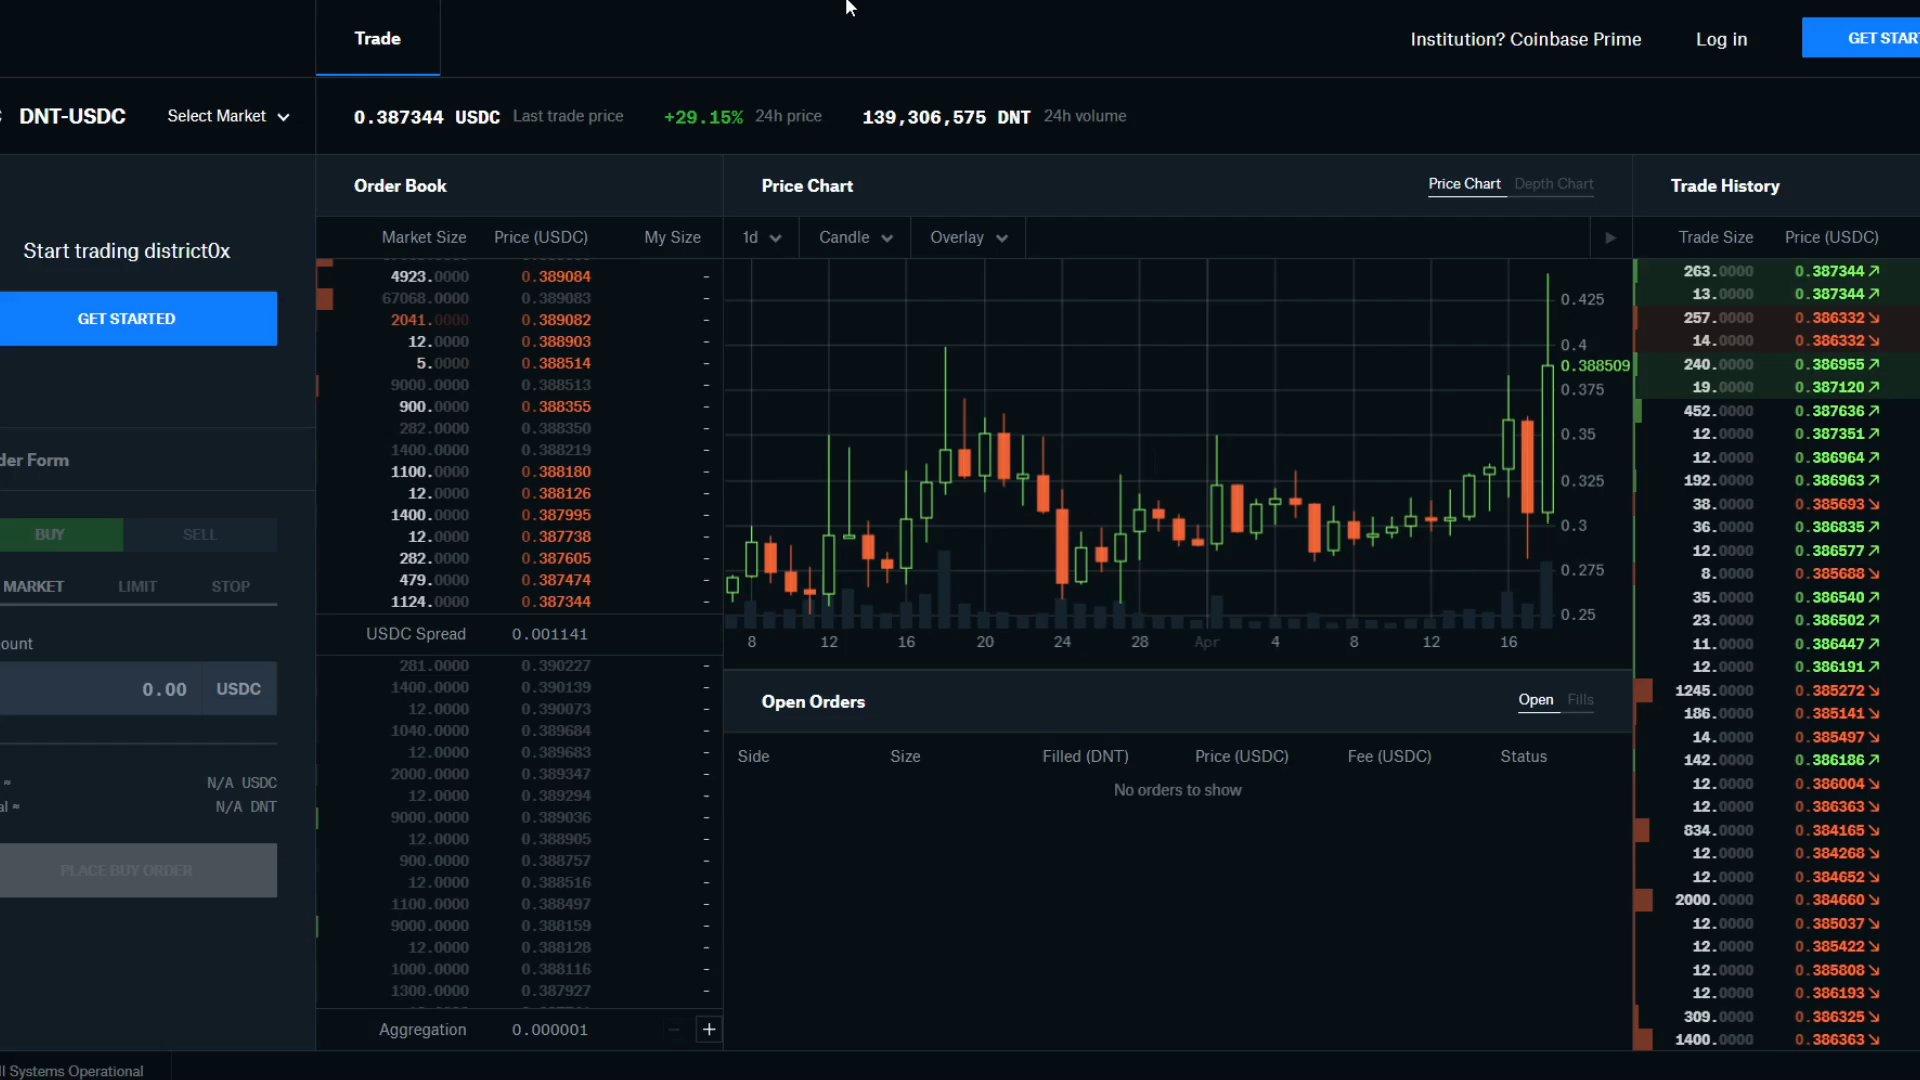 Trade
Institution? Coinbase Prime
Log in
GET STAR
DNT-USDC
Select Market
0.387344 USDC Last trade price
+29.15% 24h price
139,306,575 DNT 24h volume
Start trading district0x
GET STARTED
der Form
BUY SELL
MARKET LIMIT STOP
ount
0.00 USDC
≈ N/A USDC
al ≈ N/A DNT
PLACE BUY ORDER
Order Book
Market Size Price (USDC) My Size
4923.0000 0.389084 -
67068.0000 0.389083 -
2041.0000 0.389082 -
12.0000 0.388903 -
5.0000 0.388514 -
9000.0000 0.388513 -
900.0000 0.388355 -
282.0000 0.388350 -
1400.0000 0.388219 -
1100.0000 0.388180 -
12.0000 0.388126 -
1400.0000 0.387995 -
12.0000 0.387738 -
282.0000 0.387605 -
479.0000 0.387474 -
1124.0000 0.387344 -
USDC Spread 0.001141
281.0000 0.390227 -
1400.0000 0.390139 -
12.0000 0.390073 -
1040.0000 0.389684 -
12.0000 0.389683 -
2000.0000 0.389347 -
12.0000 0.389294 -
9000.0000 0.389036 -
12.0000 0.388905 -
900.0000 0.388757 -
12.0000 0.388516 -
1100.0000 0.388497 -
9000.0000 0.388159 -
12.0000 0.388128 -
1000.0000 0.388116 -
1300.0000 0.387927 -
Aggregation 0.000001 - +
Price Chart
Price Chart Depth Chart
1d Candle Overlay
0.425
0.4
0.388509
0.375
0.35
0.325
0.3
0.275
0.25
8 12 16 20 24 28 Apr 4 8 12 16
Open Orders
Open Fills
Side Size Filled (DNT) Price (USDC) Fee (USDC) Status
No orders to show
Trade History
Trade Size Price (USDC)
263.0000 0.387344↗
13.0000 0.387344↗
257.0000 0.386332↘
14.0000 0.386332↘
240.0000 0.386955↗
19.0000 0.387120↗
452.0000 0.387636↗
12.0000 0.387351↗
12.0000 0.386964↗
192.0000 0.386963↗
38.0000 0.385693↘
36.0000 0.386835↗
12.0000 0.386577↗
8.0000 0.385688↘
35.0000 0.386540↗
23.0000 0.386502↗
11.0000 0.386447↗
12.0000 0.386191↗
1245.0000 0.385272↘
186.0000 0.385141↘
14.0000 0.385497↘
142.0000 0.386186↗
12.0000 0.386004↘
12.0000 0.386363↘
834.0000 0.384165↘
12.0000 0.384268↘
12.0000 0.384652↘
2000.0000 0.384660↘
12.0000 0.385037↘
12.0000 0.385422↘
12.0000 0.385808↘
12.0000 0.386193↘
309.0000 0.386325↘
1400.0000 0.386363↘
ll Systems Operational